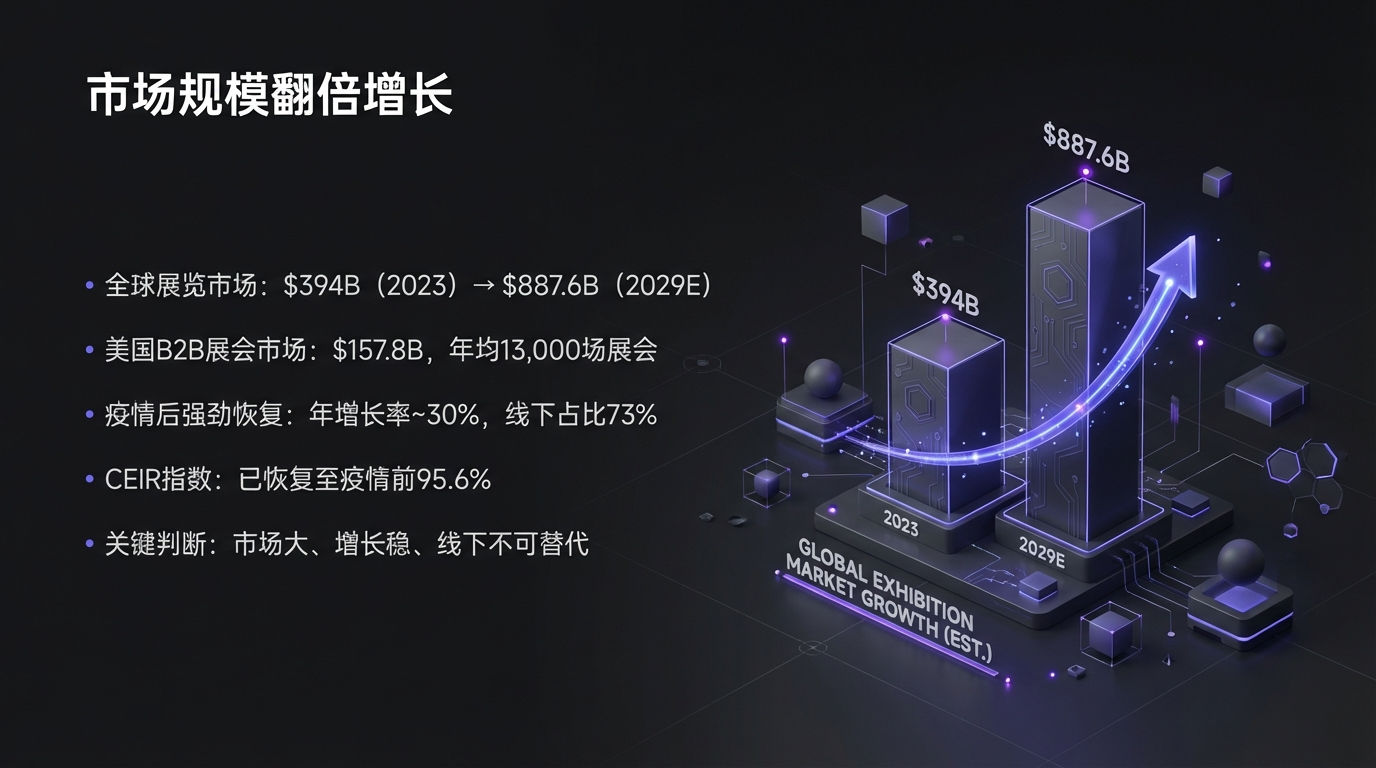 市场规模翻倍增长
• 全球展览市场：$394B（2023）→ $887.6B（2029E）
• 美国B2B展会市场：$157.8B，年均13,000场展会
• 疫情后强劲恢复：年增长率~30%，线下占比73%
• CEIR指数：已恢复至疫情前95.6%
• 关键判断：市场大、增长稳、线下不可替代
$887.6B
$394B
2023
2029E
GLOBAL EXHIBITION
MARKET GROWTH (EST.)